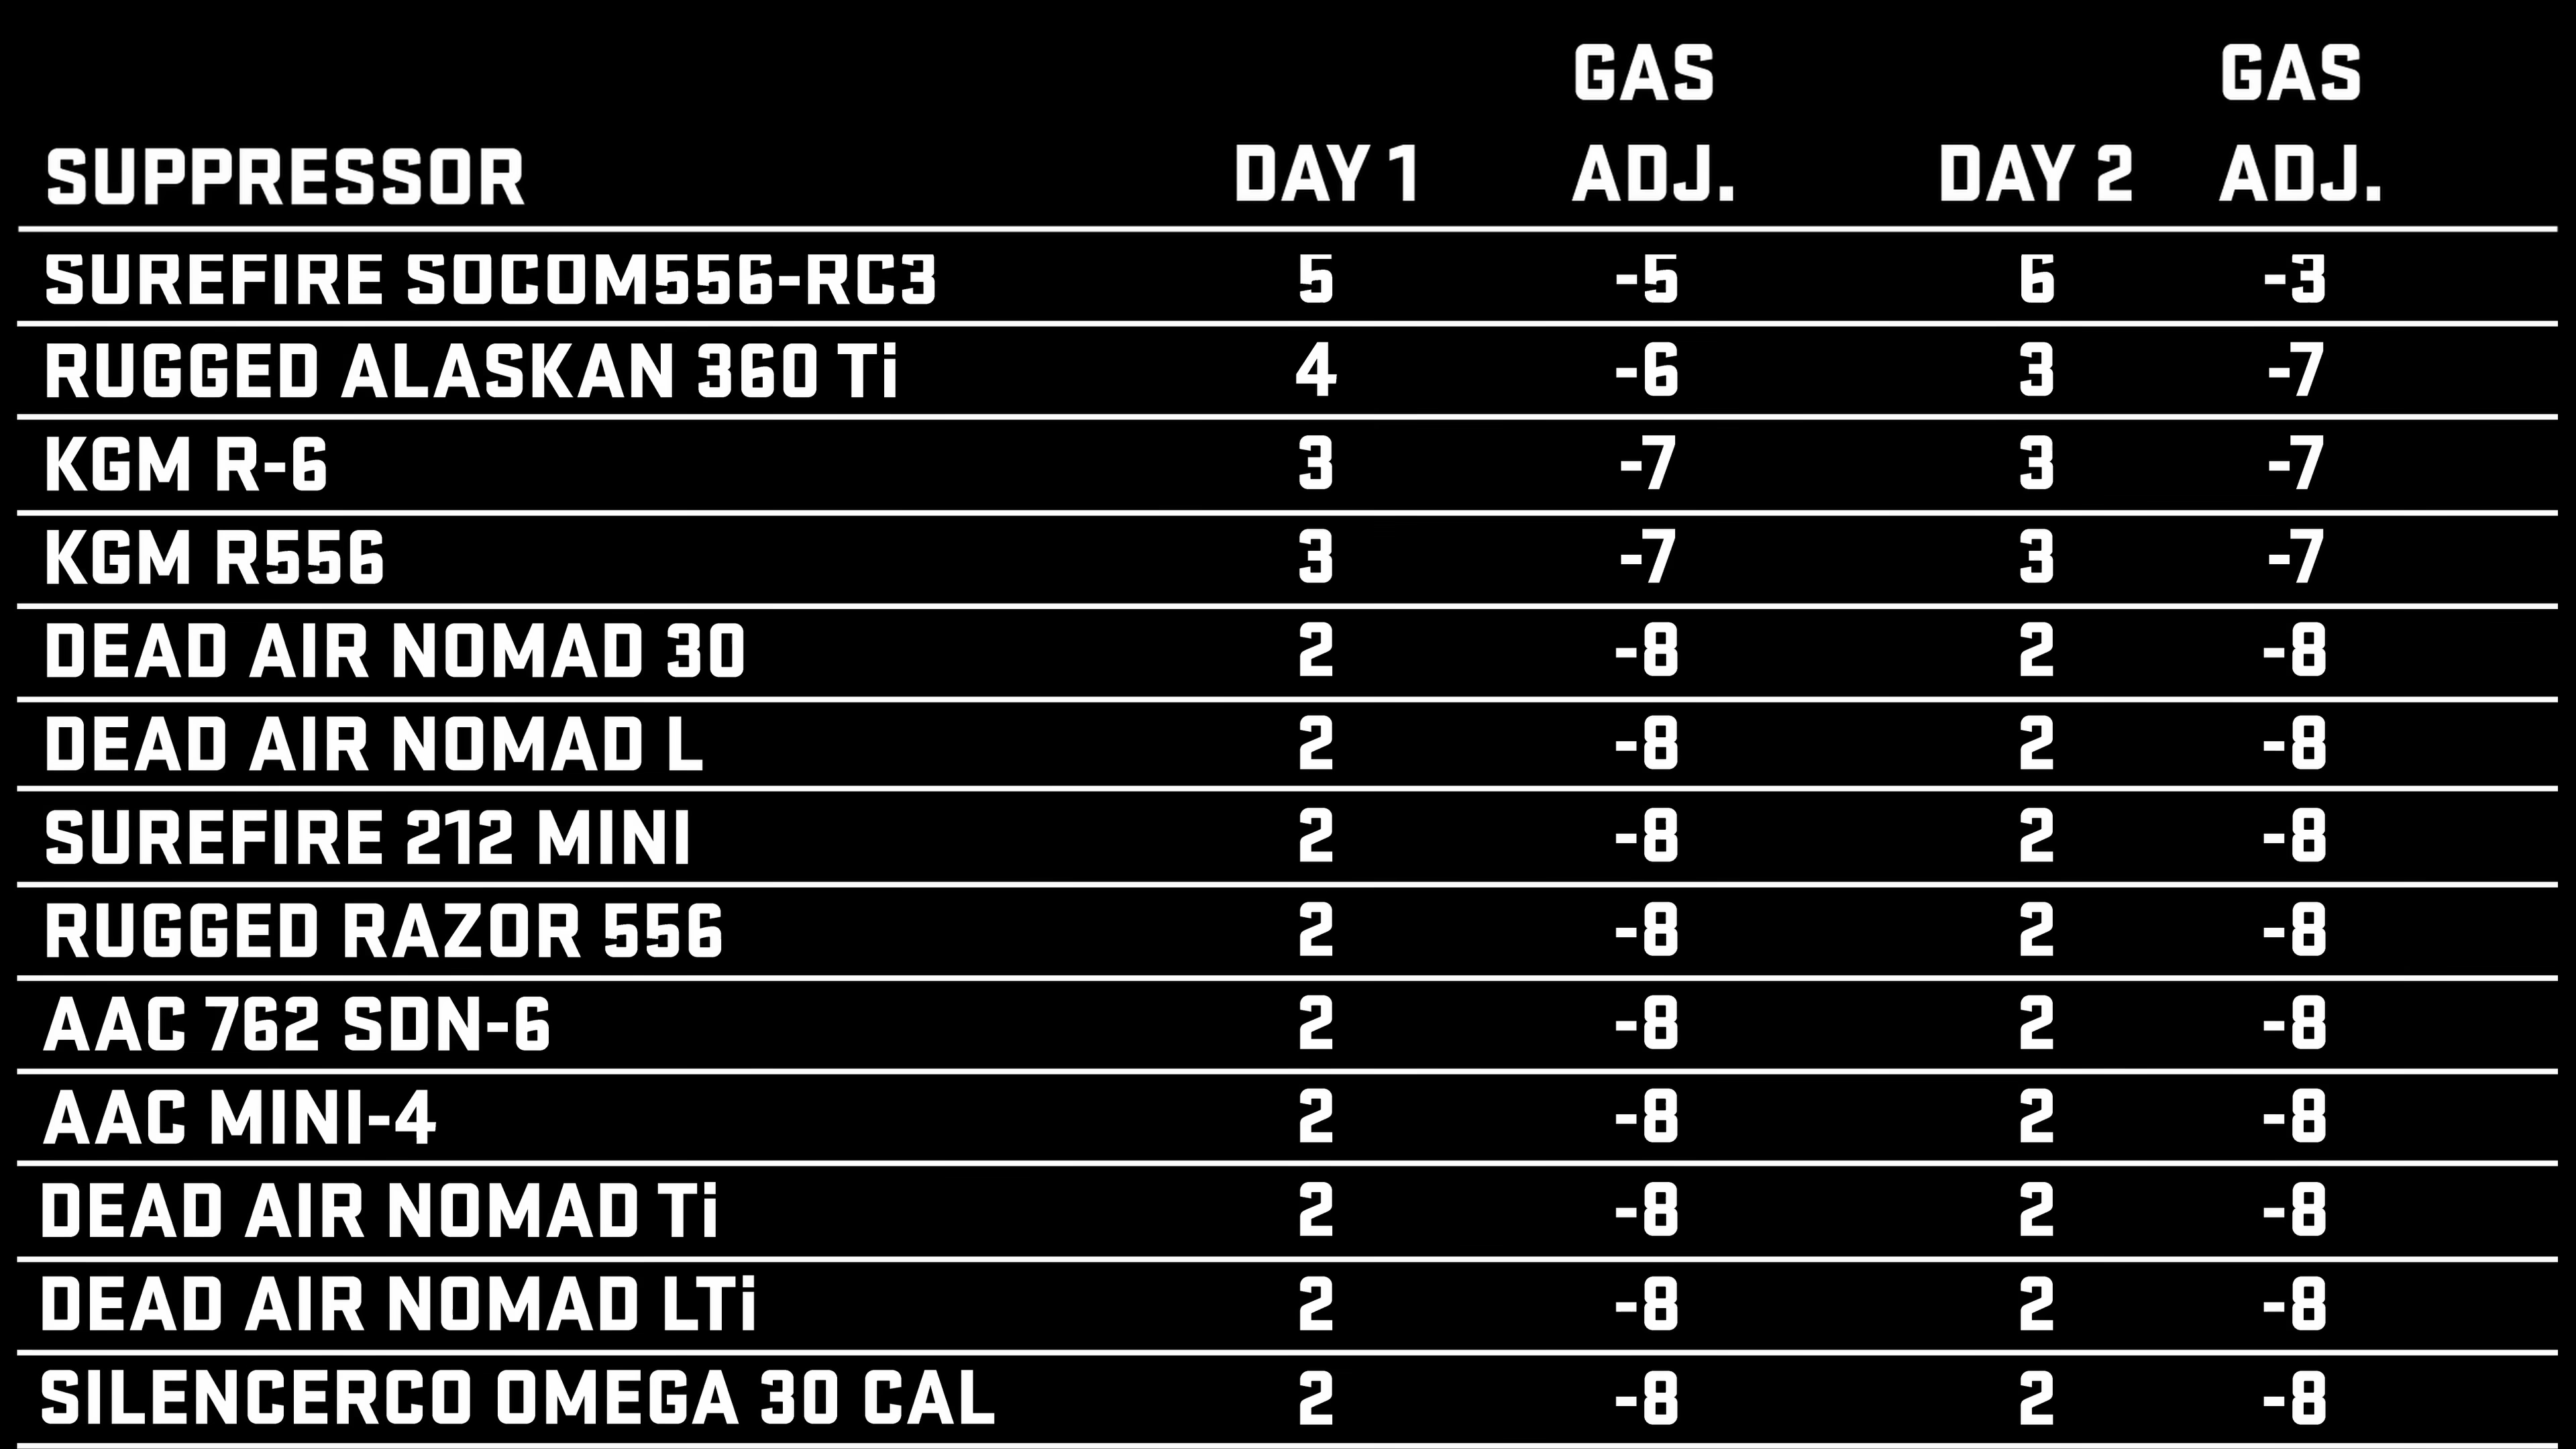 GAS GAS
SUPPRESSOR DAY 1 ADJ. DAY 2 ADJ.
SUREFIRE SOCOM556-RC3 5 -5 6 -3
RUGGED ALASKAN 360 Ti 4 -6 3 -7
KGM R-6 3 -7 3 -7
KGM R556 3 -7 3 -7
DEAD AIR NOMAD 30 2 -8 2 -8
DEAD AIR NOMAD L 2 -8 2 -8
SUREFIRE 212 MINI 2 -8 2 -8
RUGGED RAZOR 556 2 -8 2 -8
AAC 762 SDN-6 2 -8 2 -8
AAC MINI-4 2 -8 2 -8
DEAD AIR NOMAD Ti 2 -8 2 -8
DEAD AIR NOMAD LTi 2 -8 2 -8
SILENCERCO OMEGA 30 CAL 2 -8 2 -8